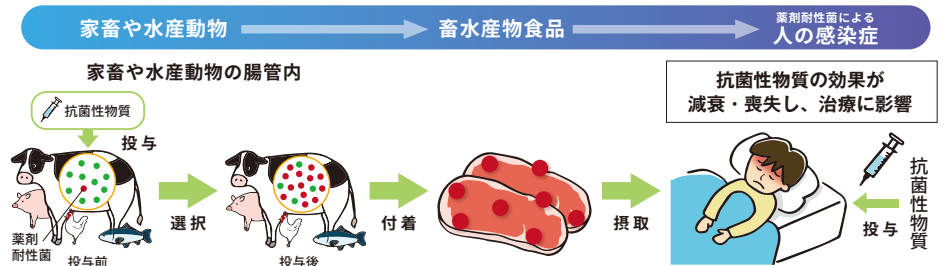 家畜や水産動物
畜水産物食品
薬剤耐性菌による
人の感染症
家畜や水産動物の腸管内
抗菌性物質
投与
薬剤
耐性菌
投与前
選択
投与後
付着
摂取
抗菌性物質の効果が
減衰・喪失し、治療に影響
抗菌性物質
投与